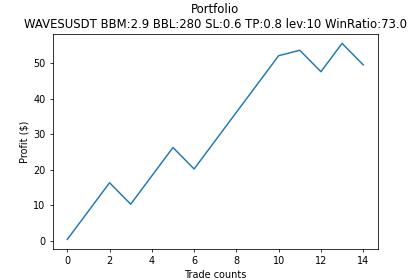 Portfolio
WAVESUSDT BBM:2.9 BBL:280 SL:0.6 TP:0.8 lev:10 WinRatio:73.0
50
40
30
20
10
0
Profit ($)
0 2 4 6 8 10 12 14
Trade counts